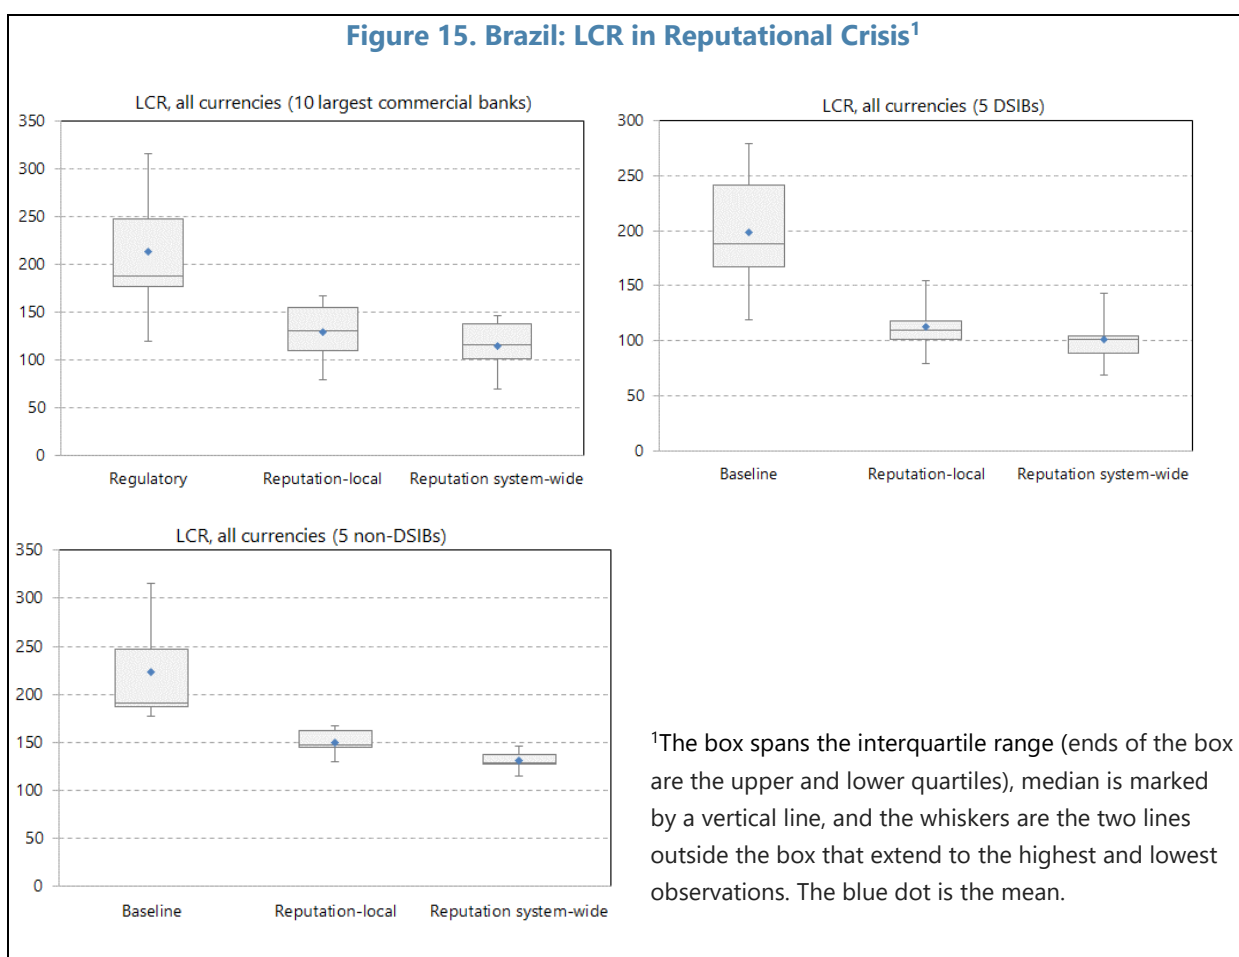 Figure 15. Brazil: LCR in Reputational Crisis1
LCR, all currencies (10 largest commercial banks)
350
300
250
200
150
100
50
0
Regulatory
Reputation-local
Reputation system-wide
LCR, all currencies (5 DSIBs)
300
250
200
150
100
50
0
Baseline
Reputation-local
Reputation system-wide
LCR, all currencies (5 non-DSIBs)
350
300
250
200
150
100
50
0
Baseline
Reputation-local
Reputation system-wide
1The box spans the interquartile range (ends of the box
are the upper and lower quartiles), median is marked
by a vertical line, and the whiskers are the two lines
outside the box that extend to the highest and lowest
observations. The blue dot is the mean.